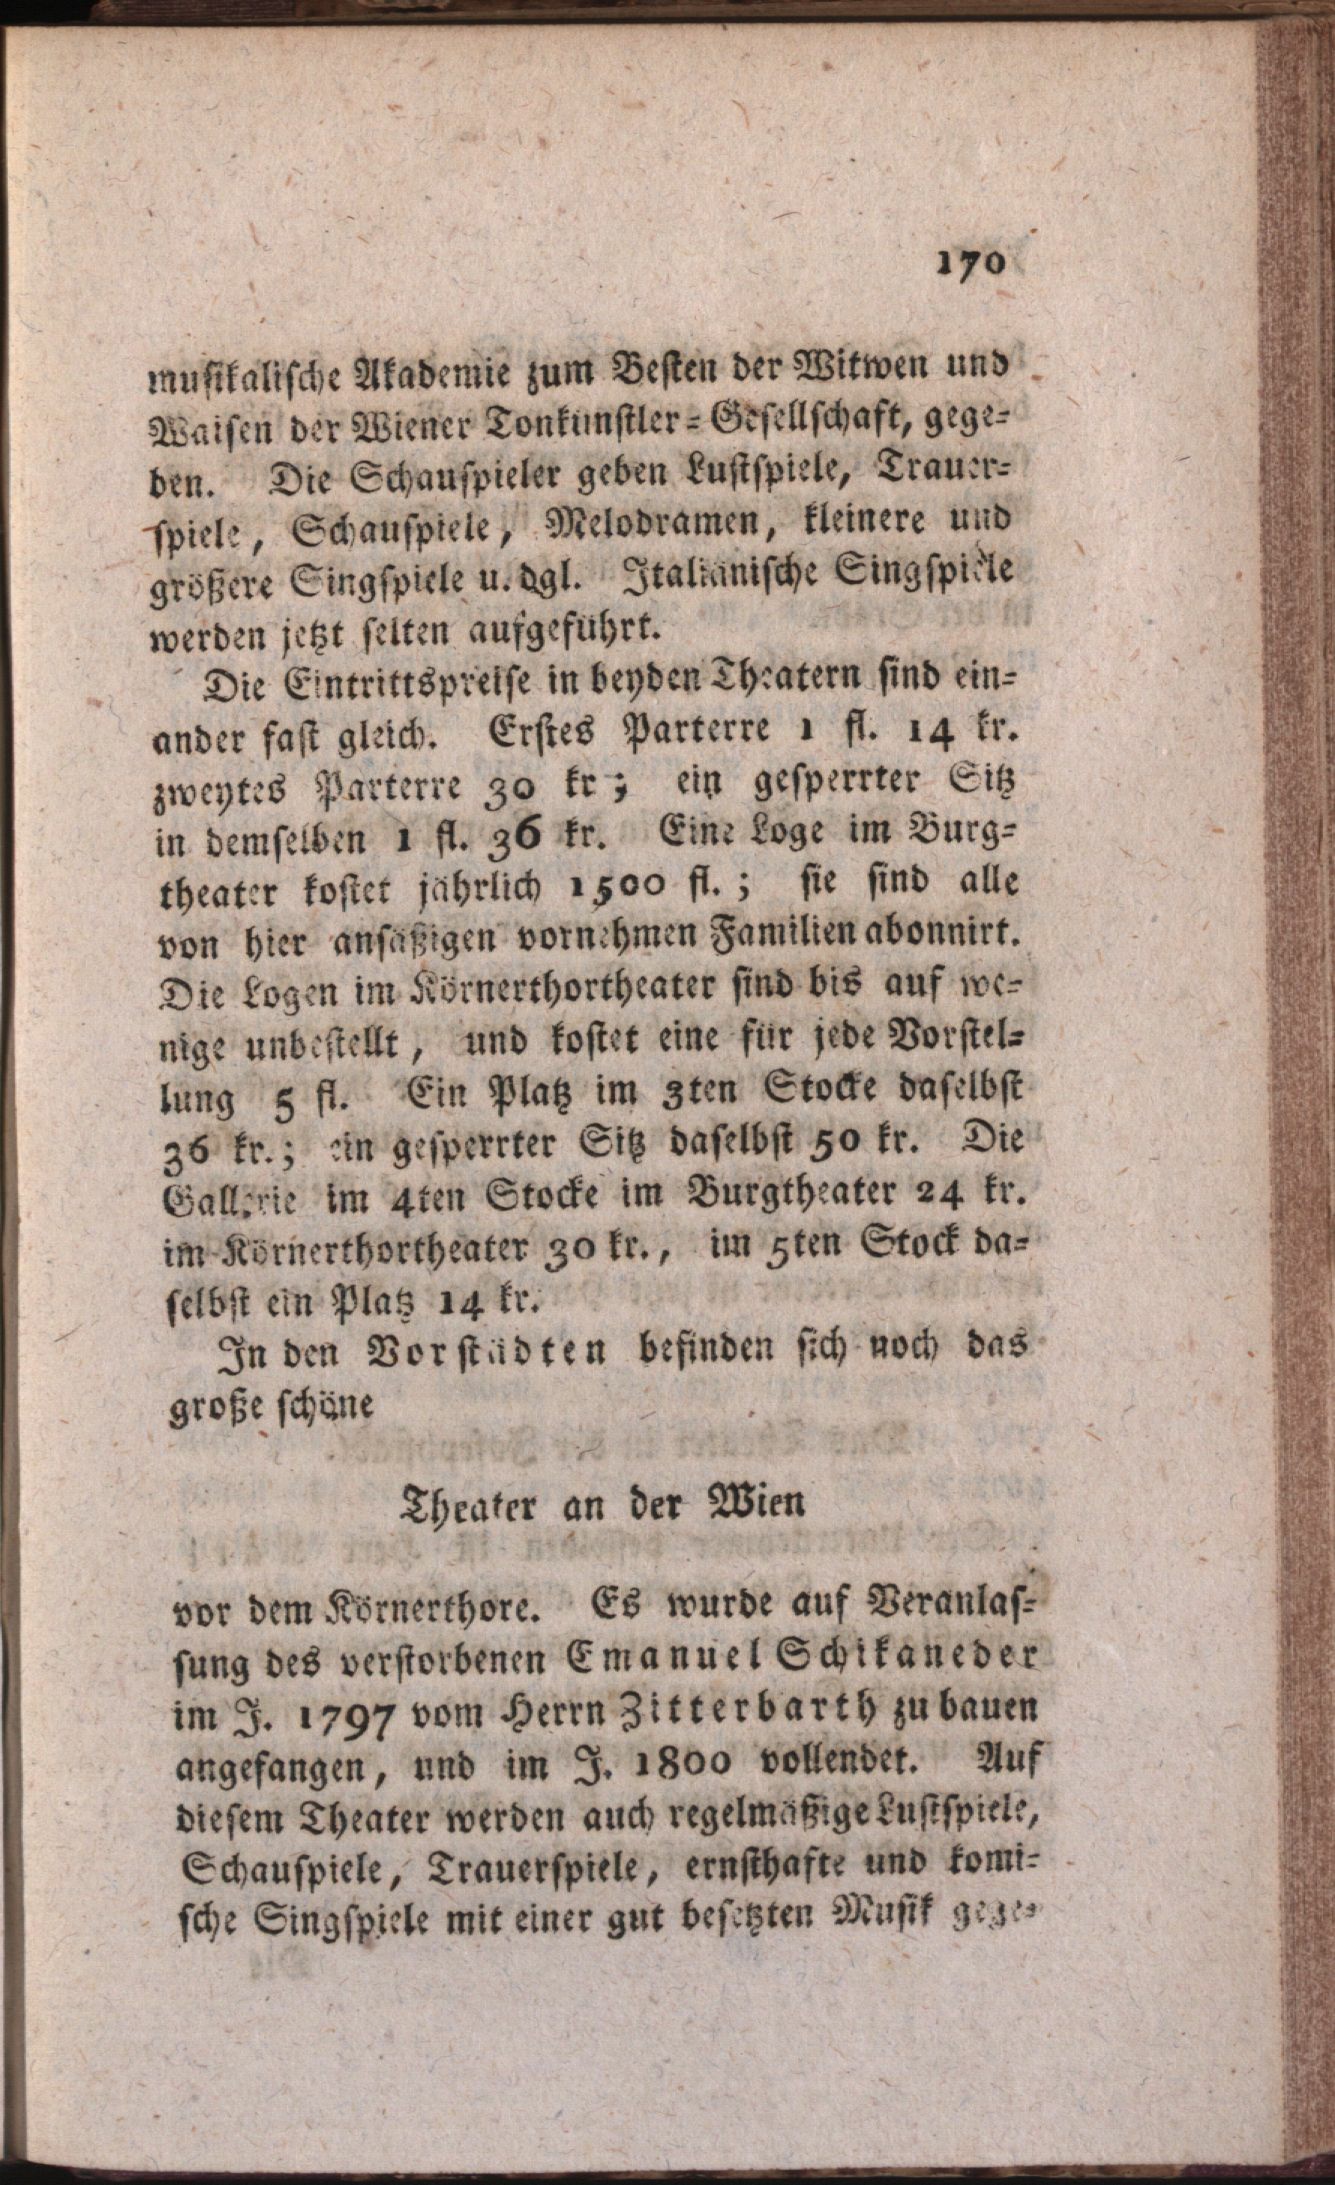 170
musikalische Akademie zum Besten der Witwen und
Waisen der Wiener Tonkünstler-Gesellschaft, gege-
ben. Die Schauspieler geben Lustspiele, Trauer-
spiele, Schauspiele, Melodramen, kleinere und
größere Singspiele u. dgl. Italiänische Singspiele
werden jetzt selten aufgeführt.
Die Eintrittspreise in beyden Theatern sind ein-
ander fast gleich. Erstes Parterre 1 fl. 14 kr.
zweytes Parterre 30 kr; ein gesperrter Sitz
in demselben 1 fl. 36 kr. Eine Loge im Burg-
theater kostet jährlich 1500 fl.; sie sind alle
von hier ansäßigen vornehmen Familien abonnirt.
Die Logen im Körnerthortheater sind bis auf we-
nige unbestellt, und kostet eine für jede Vorstel-
lung 5 fl. Ein Platz im 3ten Stocke daselbst
36 kr.; ein gesperrter Sitz daselbst 50 kr. Die
Gallerie im 4ten Stocke im Burgtheater 24 kr.
im Körnerthortheater 30 kr., im 5ten Stock da-
selbst ein Platz 14 kr.
In den Vorstädten befinden sich noch das
große schöne
Theater an der Wien
vor dem Körnerthore. Es wurde auf Veranlas-
sung des verstorbenen Emanuel Schikaneder
im J. 1797 vom Herrn Zitterbarth zu bauen
angefangen, und im J. 1800 vollendet. Auf
diesem Theater werden auch regelmäßige Lustspiele,
Schauspiele, Trauerspiele, ernsthafte und komi-
sche Singspiele mit einer gut besetzten Musik gege-